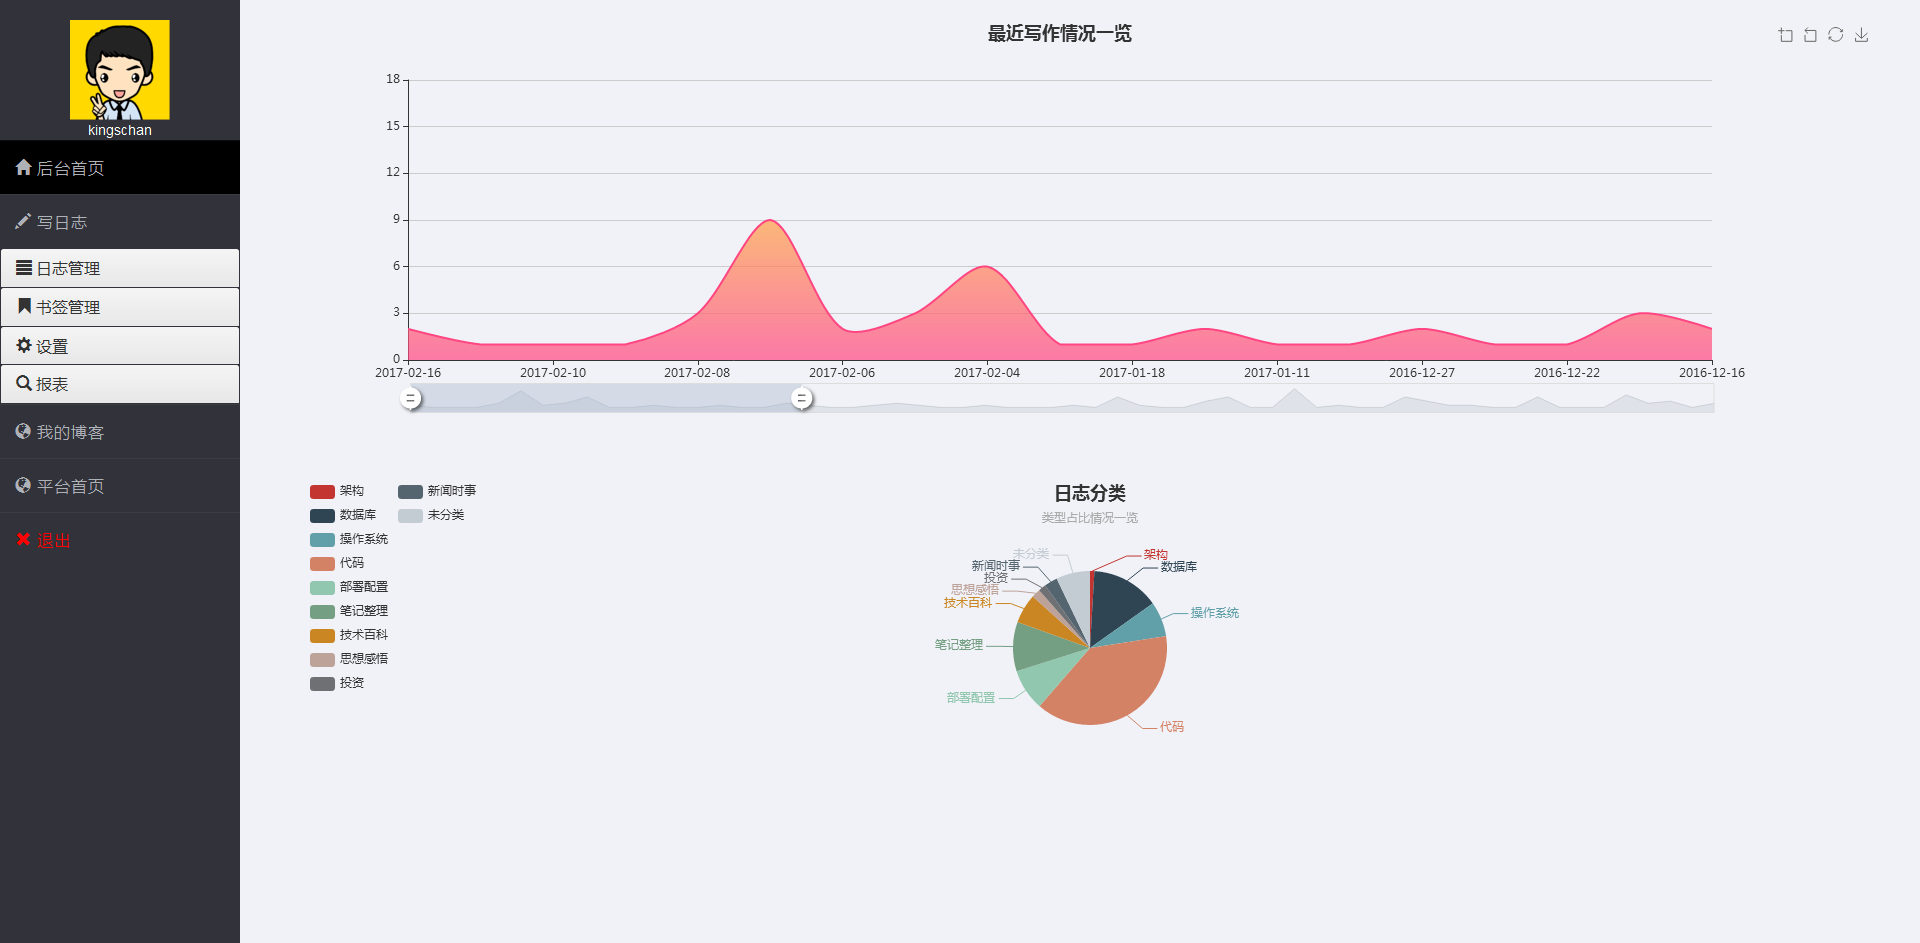 kingschan
后台首页
写日志
日志管理
书签管理
设置
报表
我的博客
平台首页
退出
最近写作情况一览
18
15
12
9
6
3
0
2017-02-16
2017-02-10
2017-02-08
2017-02-06
2017-02-04
2017-01-18
2017-01-11
2016-12-27
2016-12-22
2016-12-16
架构
数据库
操作系统
代码
部署配置
笔记整理
技术百科
思想感悟
投资
新闻时事
未分类
日志分类
类型占比情况一览
未分类
架构
新闻时事
数据库
投资
思想感悟
技术百科
操作系统
笔记整理
部署配置
代码